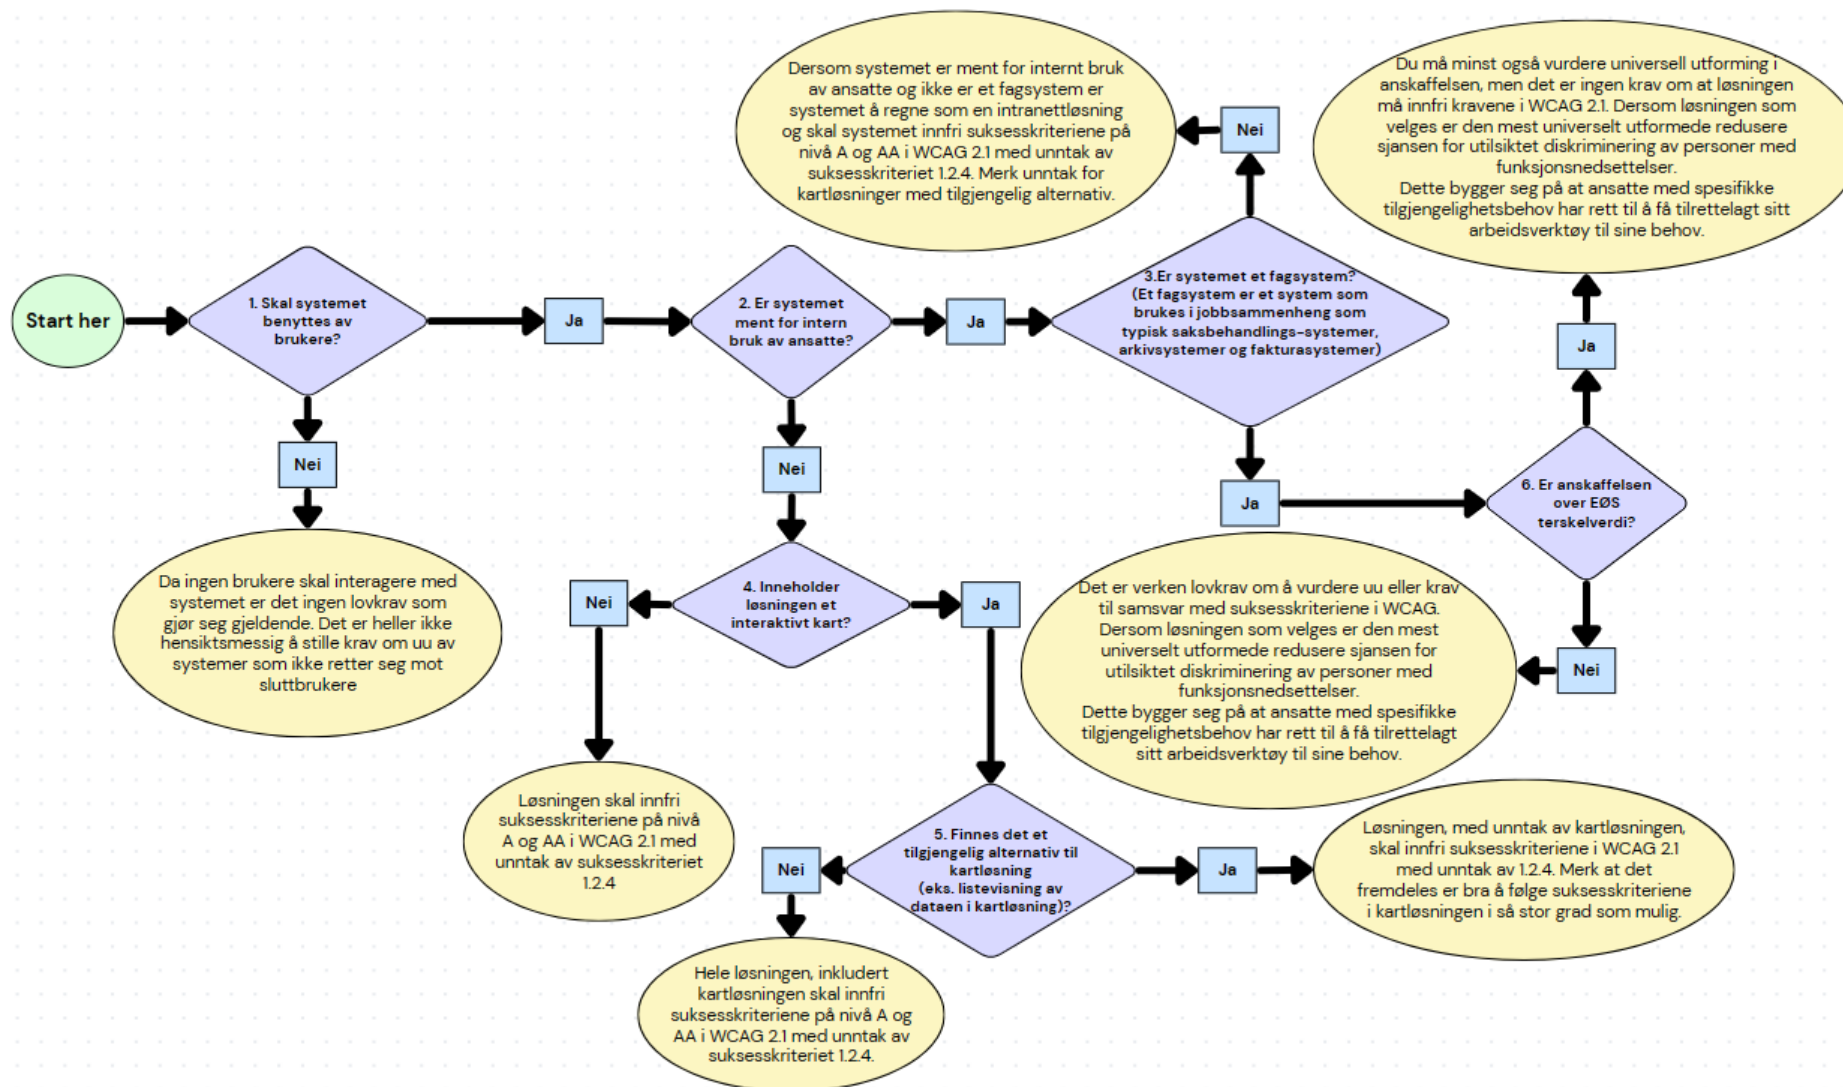 Start her
1. Skal systemet
benyttes av
brukere?
Ja
Nei
Da ingen brukere skal interagere med
systemet er det ingen lovkrav som
gjør seg gjeldende. Det er heller ikke
hensiktsmessig å stille krav om uu av
systemer som ikke retter seg mot
sluttbrukere
2. Er systemet
ment for intern
bruk av ansatte?
Ja
Nei
3.Er systemet et fagsystem?
(Et fagsystem er et system som
brukes i jobbsammenheng som
typisk saksbehandlings-systemer,
arkivsystemer og fakturasystemer)
Nei
Dersom systemet er ment for internt bruk
av ansatte og ikke er et fagsystem er
systemet å regne som en intranettløsning
og skal systemet innfri suksesskriteriene på
nivå A og AA i WCAG 2.1 med unntak av
suksesskriteriet 1.2.4. Merk unntak for
kartløsninger med tilgjengelig alternativ.
Ja
6. Er anskaffelsen
over EØS
terskelverdi?
Ja
Du må minst også vurdere universell utforming i
anskaffelsen, men det er ingen krav om at løsningen
må innfri kravene i WCAG 2.1. Dersom løsningen som
velges er den mest universelt utformede redusere
sjansen for utilsiktet diskriminering av personer med
funksjonsnedsettelser.
Dette bygger seg på at ansatte med spesifikke
tilgjengelighetsbehov har rett til å få tilrettelagt sitt
arbeidsverktøy til sine behov.
Nei
Det er verken lovkrav om å vurdere uu eller krav
til samsvar med suksesskriteriene i WCAG.
Dersom løsningen som velges er den mest
universelt utformede redusere sjansen for
utilsiktet diskriminering av personer med
funksjonsnedsettelser.
Dette bygger seg på at ansatte med spesifikke
tilgjengelighetsbehov har rett til å få tilrettelagt
sitt arbeidsverktøy til sine behov.
4. Inneholder
løsningen et
interaktivt kart?
Nei
Løsningen skal innfri
suksesskriteriene på nivå
A og AA i WCAG 2.1 med
unntak av suksesskriteriet
1.2.4
Ja
5. Finnes det et
tilgjengelig alternativ til
kartløsning
(eks. listevisning av
dataen i kartløsning)?
Nei
Hele løsningen, inkludert
kartløsningen skal innfri
suksesskriteriene på nivå A og
AA i WCAG 2.1 med unntak av
suksesskriteriet 1.2.4.
Ja
Løsningen, med unntak av kartløsningen,
skal innfri suksesskriteriene i WCAG 2.1
med unntak av 1.2.4. Merk at det
fremdeles er bra å følge suksesskriteriene
i kartløsningen i så stor grad som mulig.